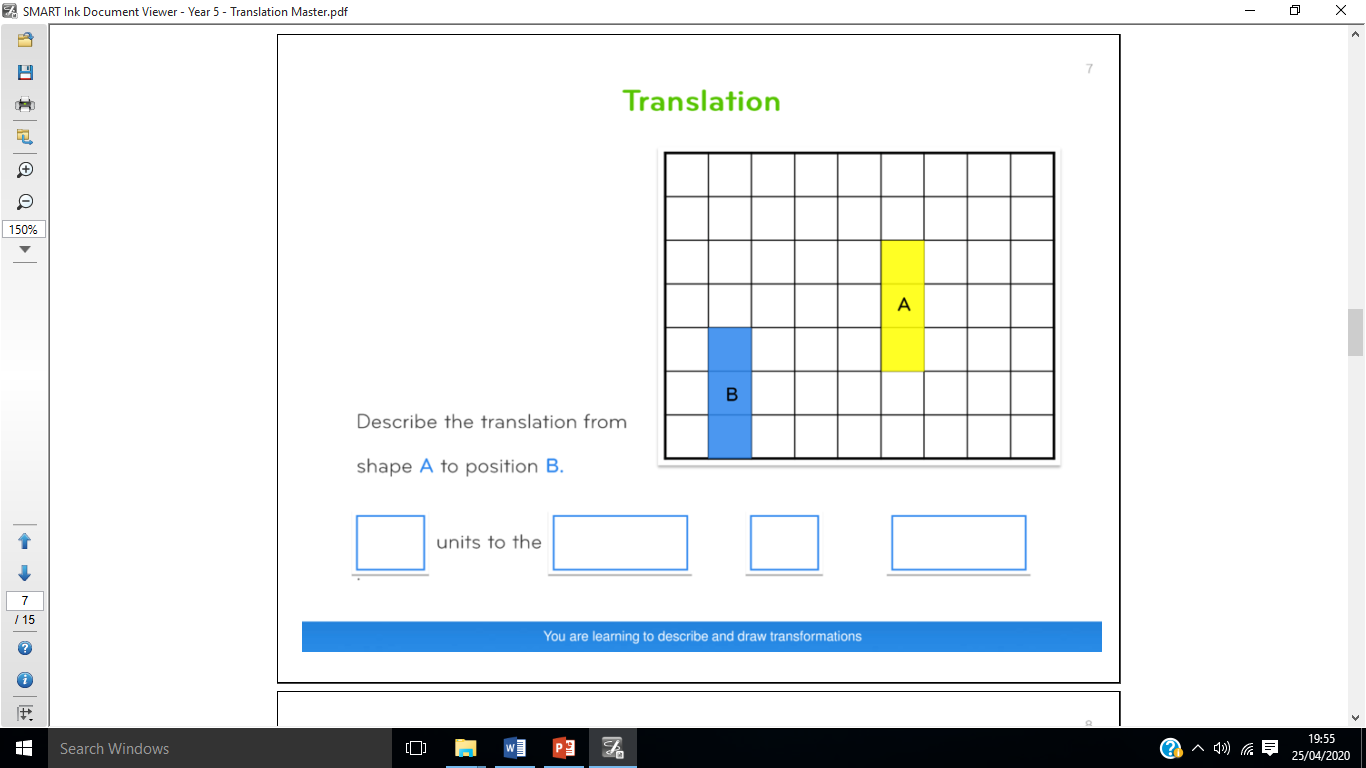 SMART Ink Document Viewer - Year 5 - Translation Master.pdf
7
Translation
150%
A
B
Describe the translation from
shape A to position B.
units to the
7
/ 15
You are learning to describe and draw transformations
Search Windows
19:55
25/04/2020